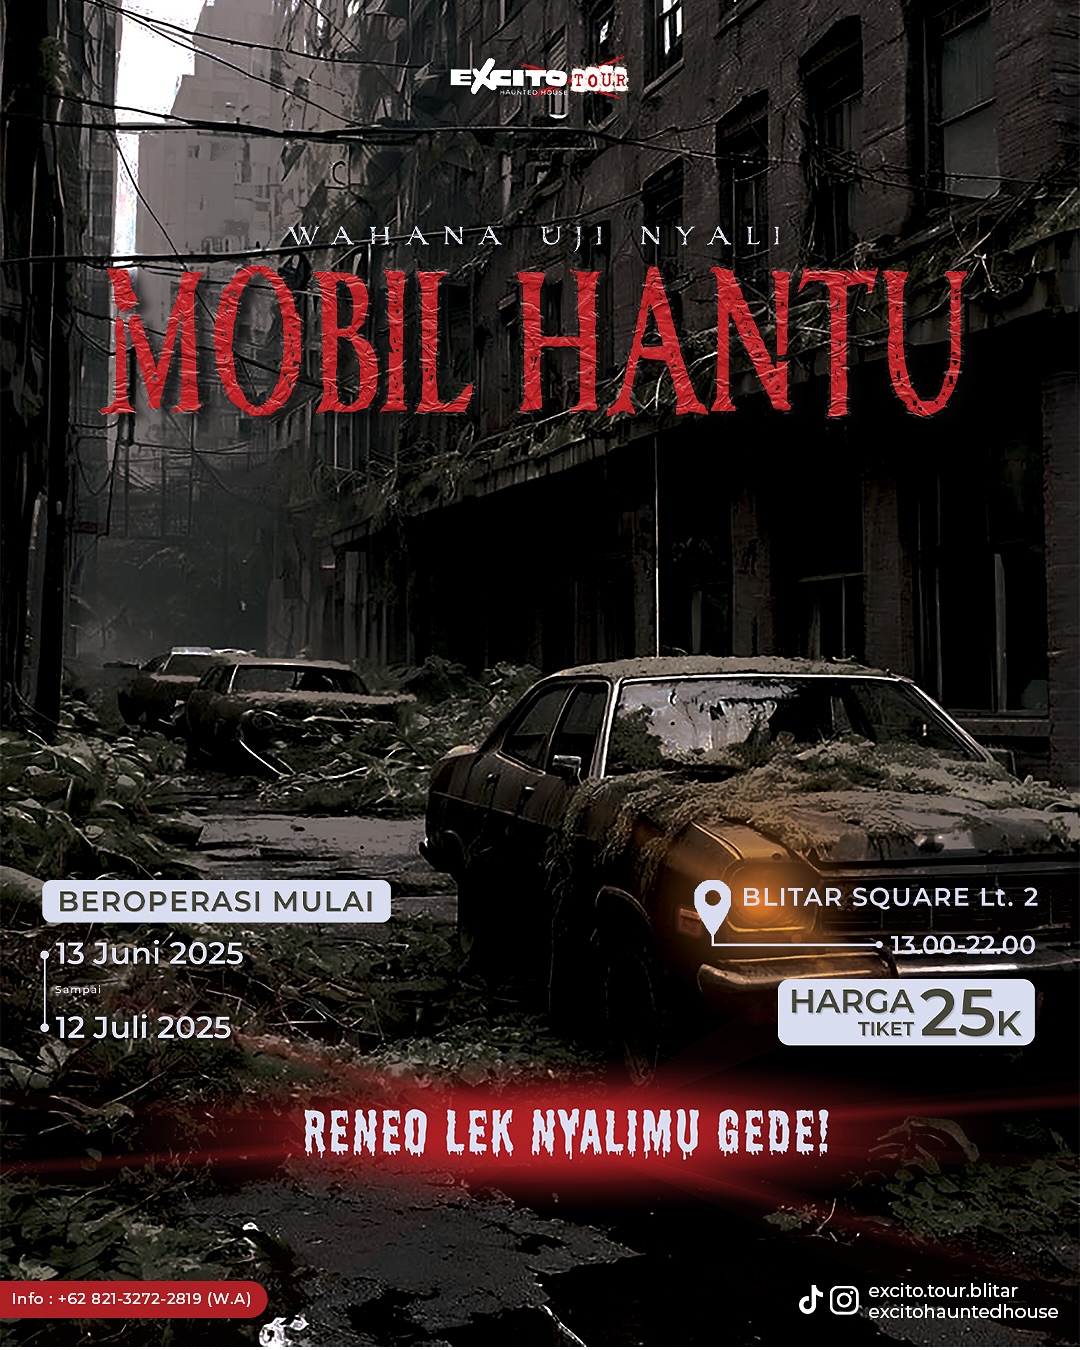 EXCITO TOUR
HAUNTED HOUSE
WAHANA UJI NYALI
MOBIL HANTU
BEROPERASI MULAI
13 Juni 2025
Sampai
12 Juli 2025
BLITAR SQUARE Lt. 2
13.00-22.00
HARGA TIKET 25K
RENEO LEK NYALIMU GEDE!
Info : +62 821-3272-2819 (W.A)
excito.tour.blitar
excitohauntedhouse